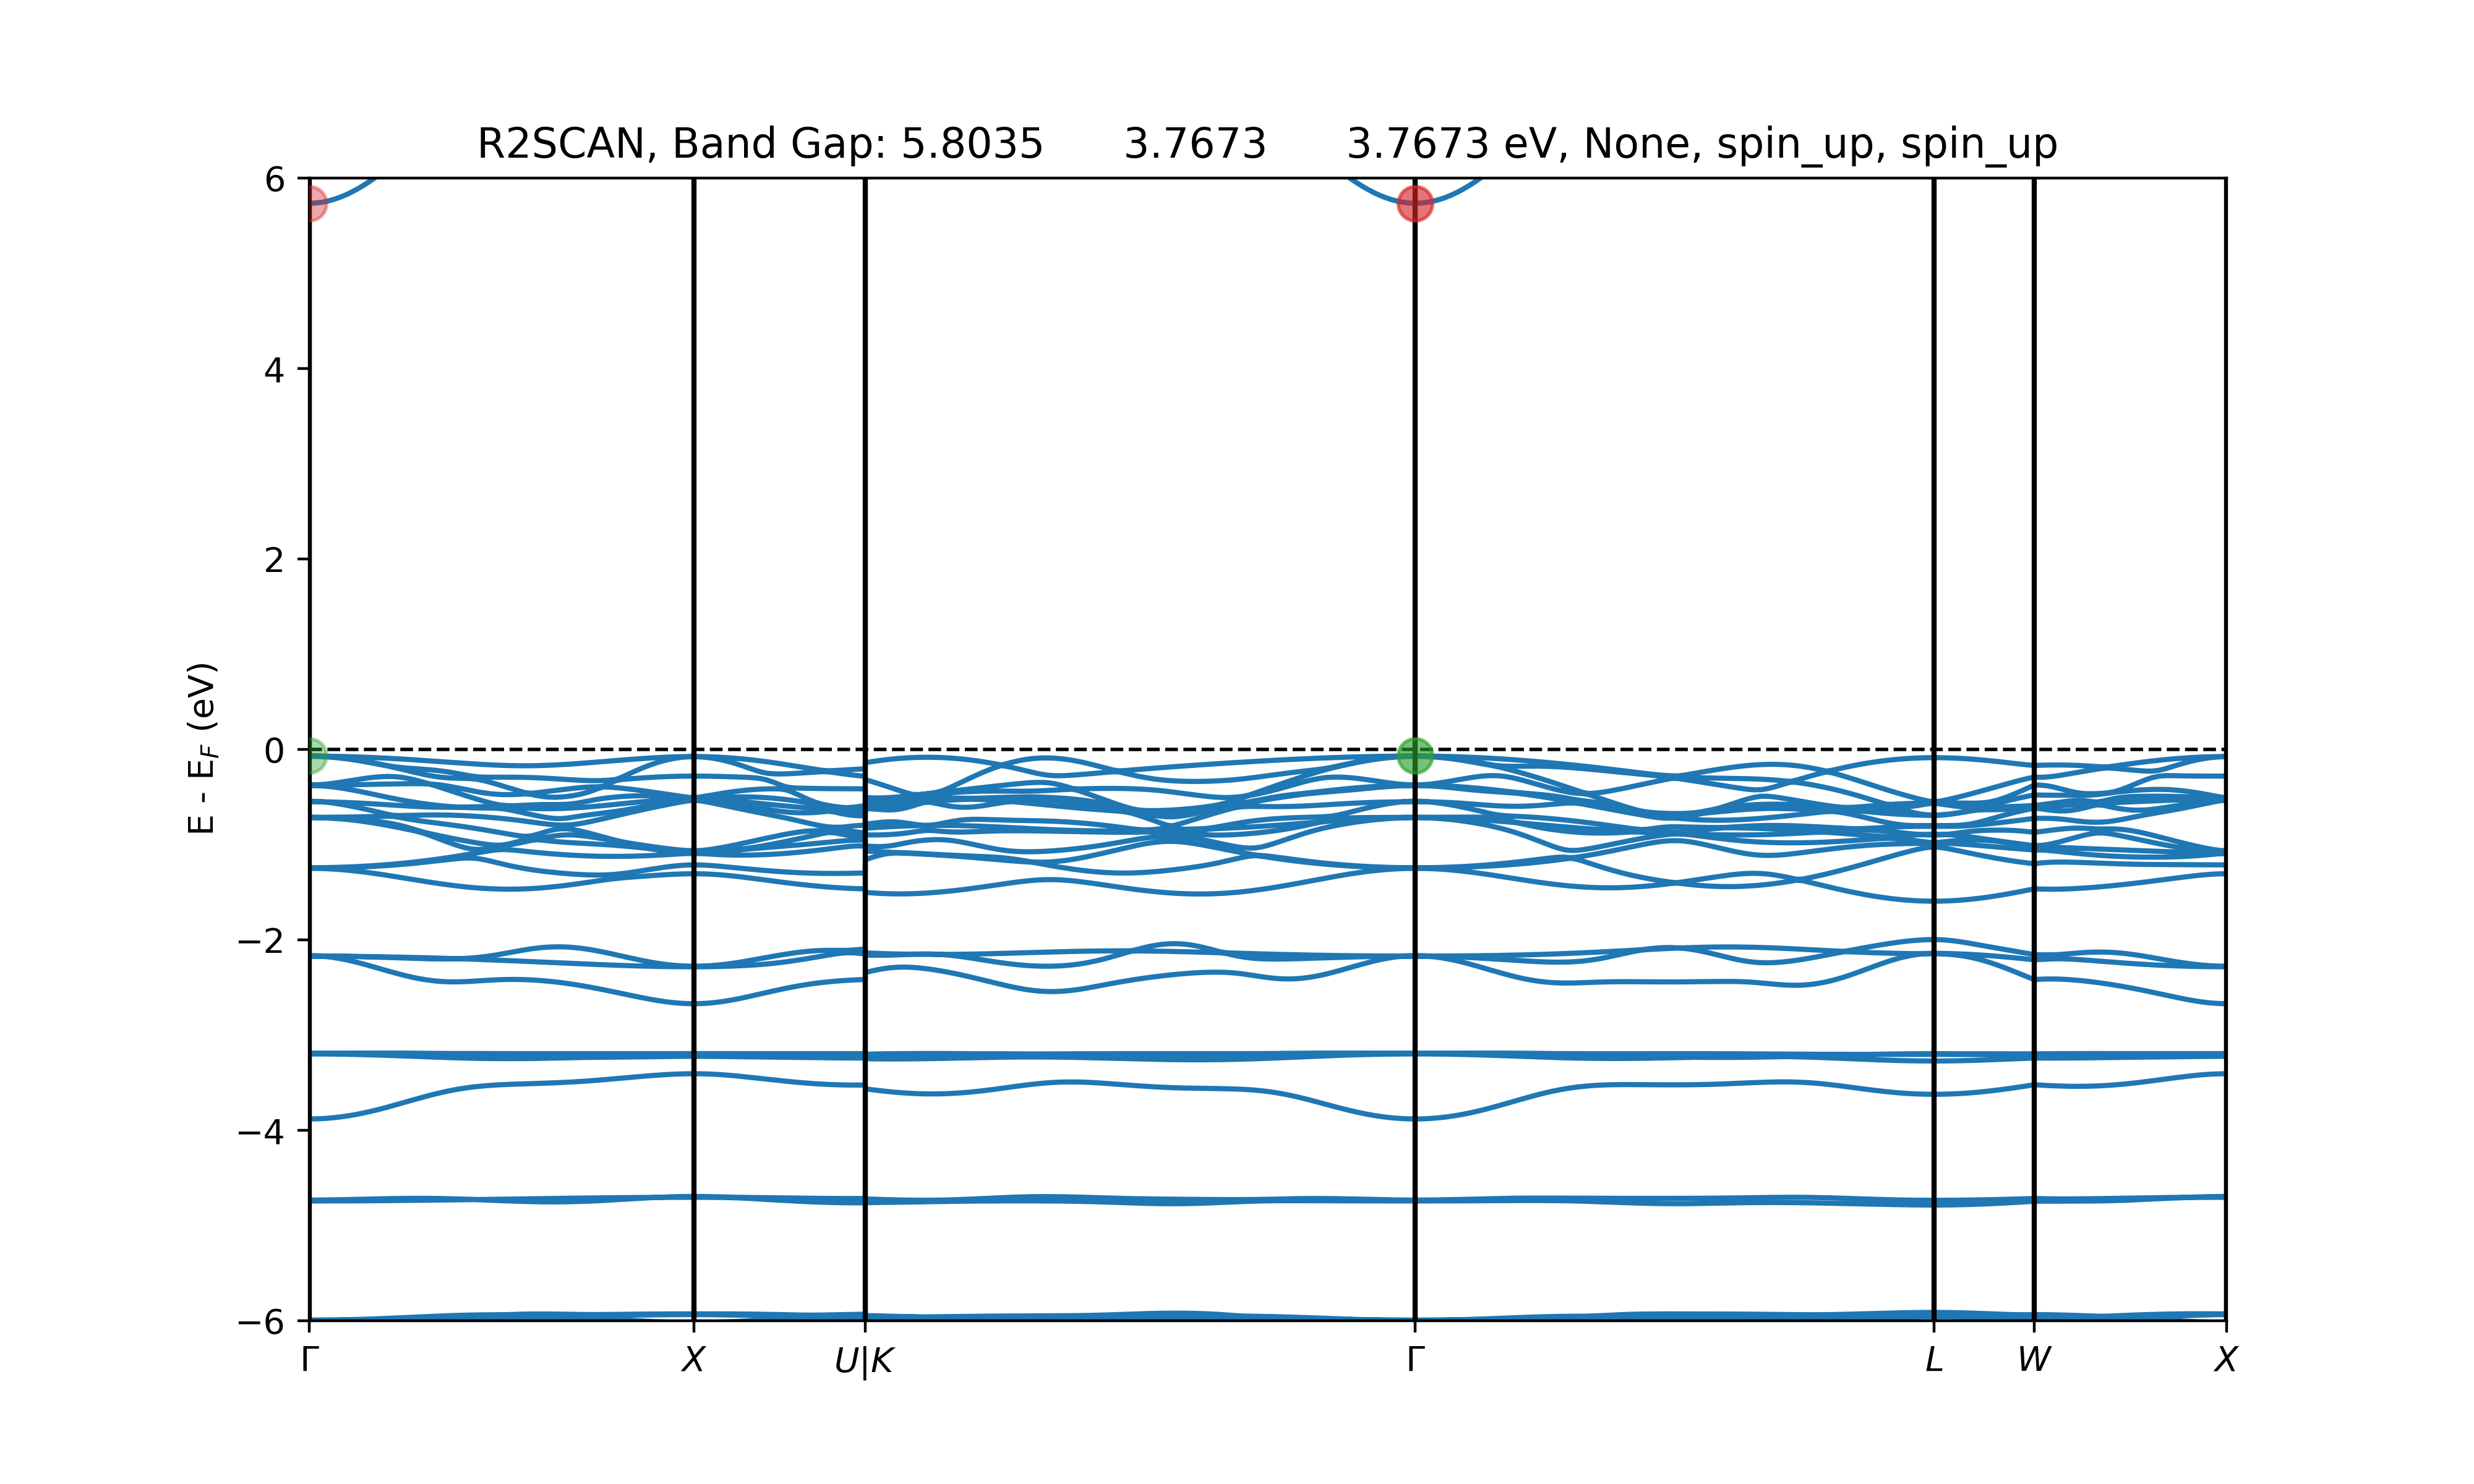 R2SCAN, Band Gap: 5.8035 3.7673 3.7673 eV, None, spin_up, spin_up
6
4
2
0
−2
−4
−6
E - E_F (eV)
Γ X U|K Γ L W X